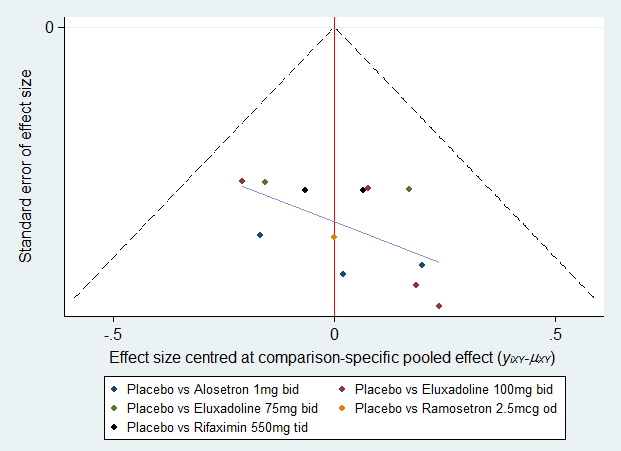 0
Standard error of effect size
-.5 0 .5
Effect size centred at comparison-specific pooled effect (yiXY-μXY)
Placebo vs Alosetron 1mg bid Placebo vs Eluxadoline 100mg bid
Placebo vs Eluxadoline 75mg bid Placebo vs Ramosetron 2.5mcg od
Placebo vs Rifaximin 550mg tid